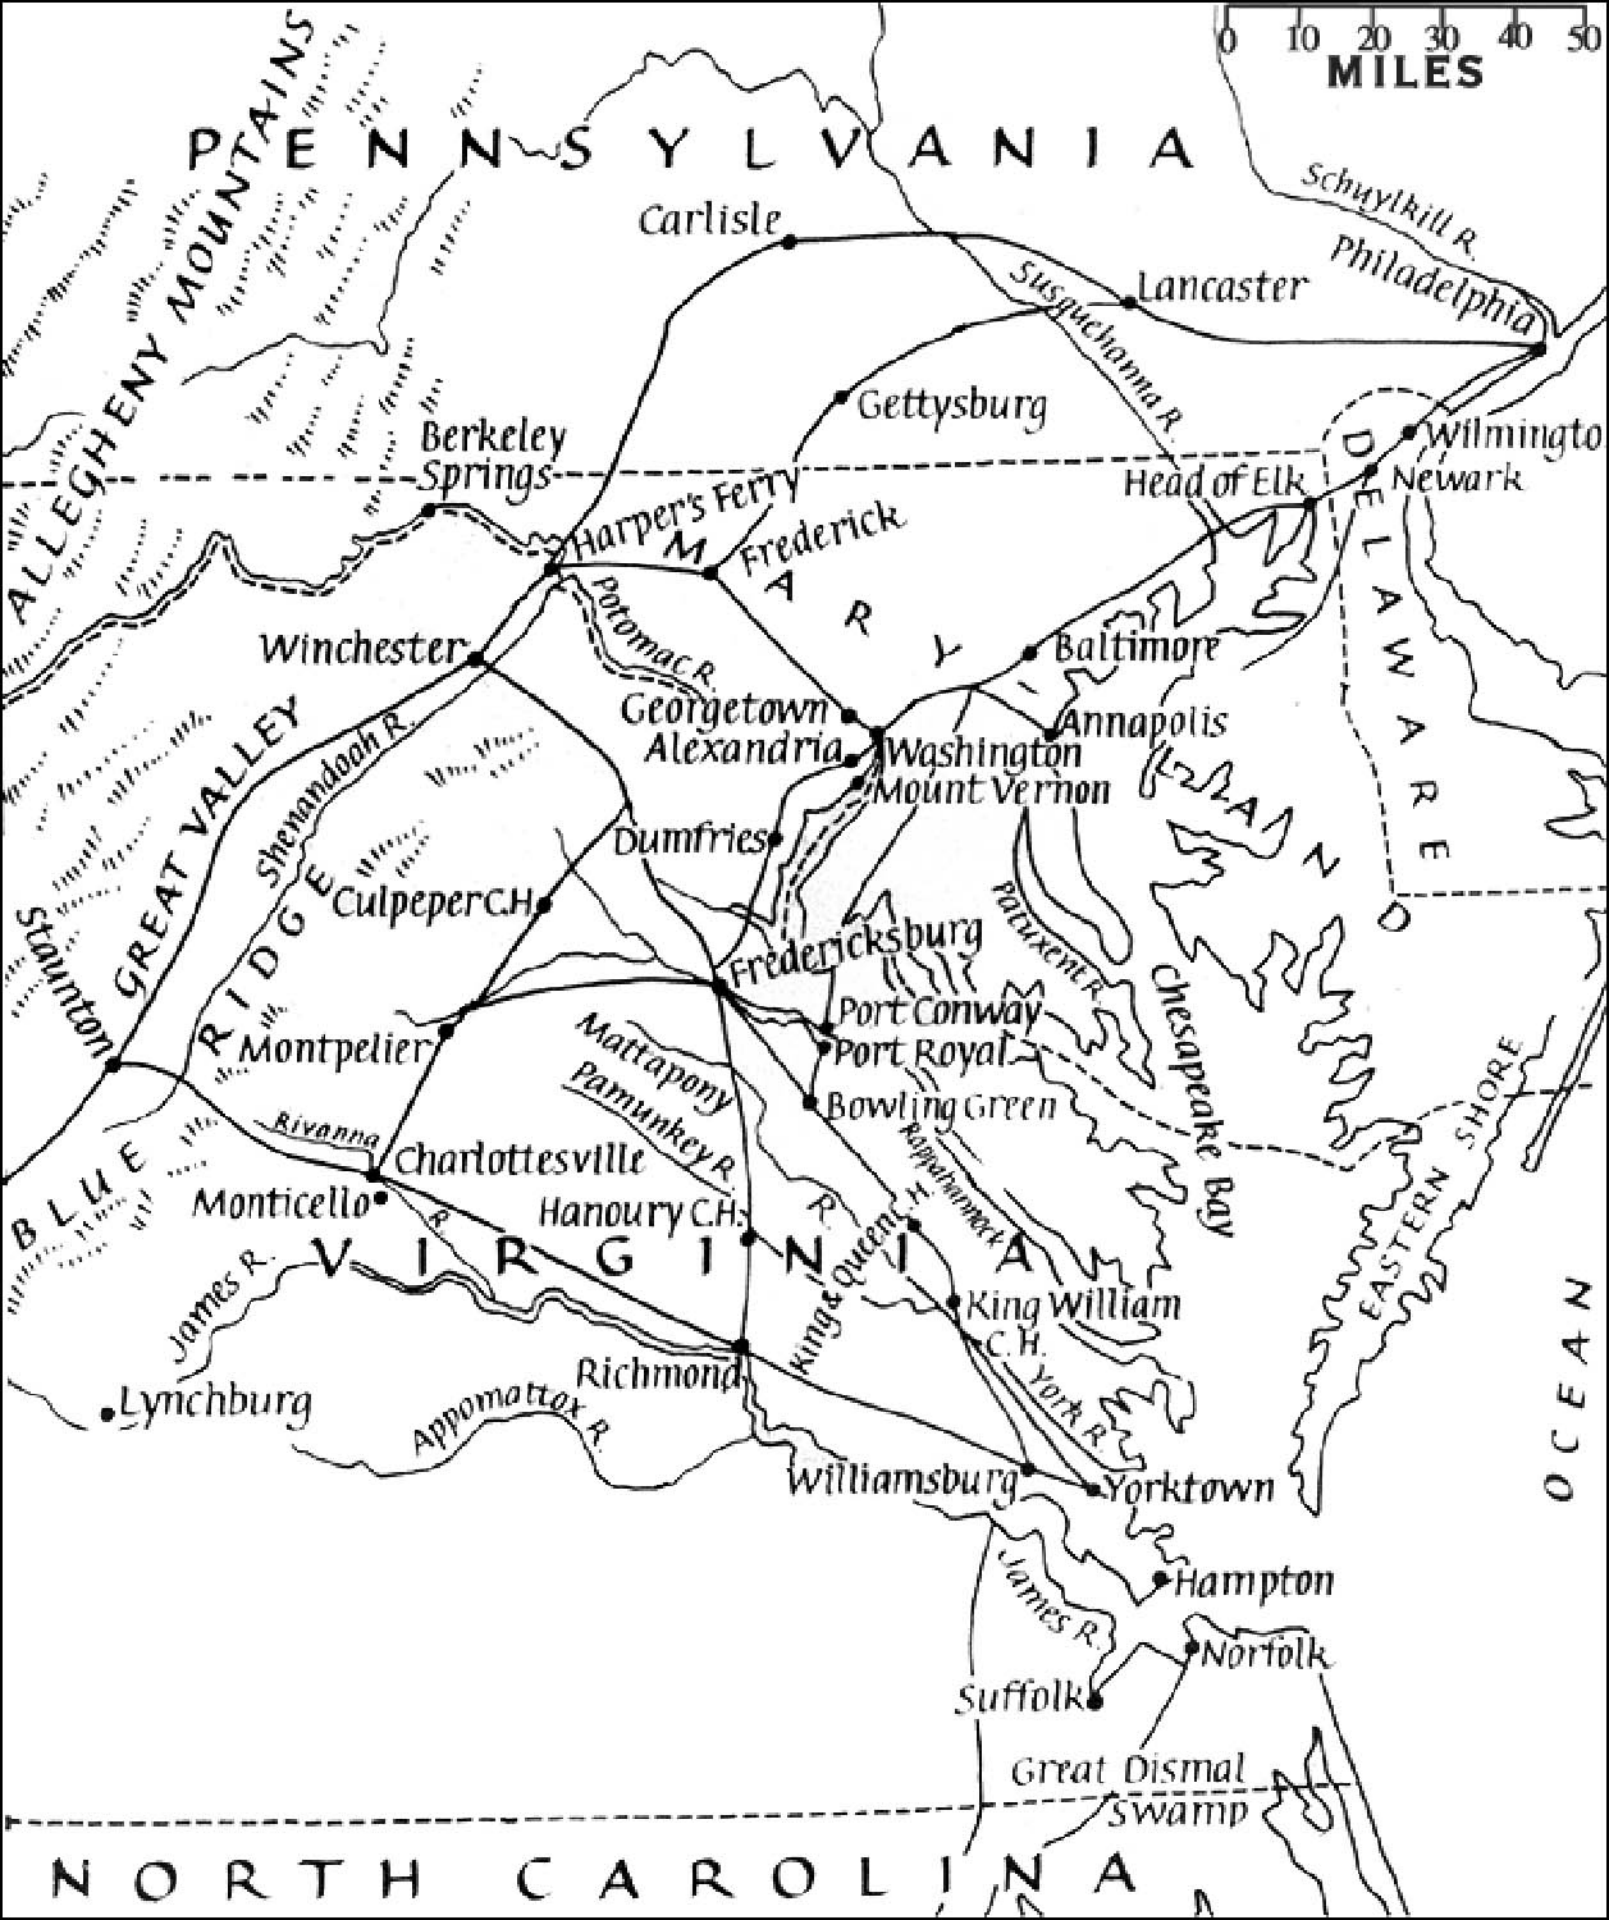 0 10 20 30 40 50
MILES
ALLEGHENY MOUNTAINS
PENNSYLVANIA
Schuylkill R.
Carlisle
Philadelphia
Susquehanna R.
Lancaster
Gettysburg
Berkeley
Springs
Wilmingto
Head of Elk
Newark
DELAWARE
Harper's Ferry
Frederick
MARYLAND
Potomac R.
Winchester
Baltimore
Georgetown
Annapolis
Alexandria
Washington
Mount Vernon
GREAT VALLEY
Shenandoah R.
Dumfries
Culpeper C.H.
Staunton
BLUE RIDGE
Fredericksburg
Patuxent R.
Chesapeake Bay
Port Conway
Montpelier
Port Royal
Mattapony
R.
Pamunkey R.
Bowling Green
EASTERN SHORE
Rivanna
R.
Charlottesville
Rappahannock
Monticello
Hanoury C.H.
King & Queen C.H.
VIRGINIA
James R.
King William
C.H.
York R.
Richmond
Lynchburg
Appomattox R.
OCEAN
Williamsburg
Yorktown
Hampton
James R.
Norfolk
Suffolk
Great Dismal
Swamp
NORTH CAROLINA